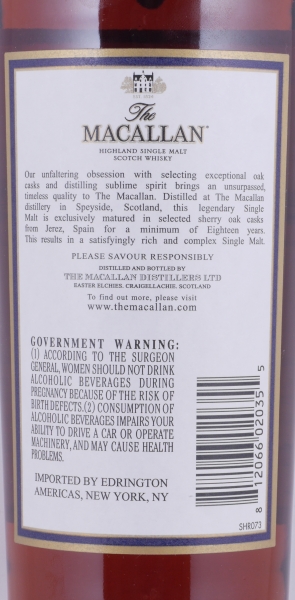 The
MACALLAN
HIGHLAND SINGLE MALT
SCOTCH WHISKY
Our unfaltering obsession with selecting exceptional oak
casks and distilling sublime spirit brings an unsurpassed,
timeless quality to The Macallan. Distilled at The Macallan
distillery in Speyside, Scotland, this legendary Single
Malt is exclusively matured in selected sherry oak casks
from Jerez, Spain for a minimum of Eighteen years.
This results in a satisfyingly rich and complex Single Malt.
PLEASE SAVOUR RESPONSIBLY
DISTILLED AND BOTTLED BY
THE MACALLAN DISTILLERS LTD
EASTER ELCHIES, CRAIGELLACHIE, SCOTLAND
To find out more, please visit
www.themacallan.com
GOVERNMENT WARNING:
(1) ACCORDING TO THE SURGEON
GENERAL, WOMEN SHOULD NOT DRINK
ALCOHOLIC BEVERAGES DURING
PREGNANCY BECAUSE OF THE RISK OF
BIRTH DEFECTS.(2) CONSUMPTION OF
ALCOHOLIC BEVERAGES IMPAIRS YOUR
ABILITY TO DRIVE A CAR OR OPERATE
MACHINERY, AND MAY CAUSE HEALTH
PROBLEMS.
IMPORTED BY EDRINGTON
AMERICAS, NEW YORK, NY
8 12066 02035 5
SHR073